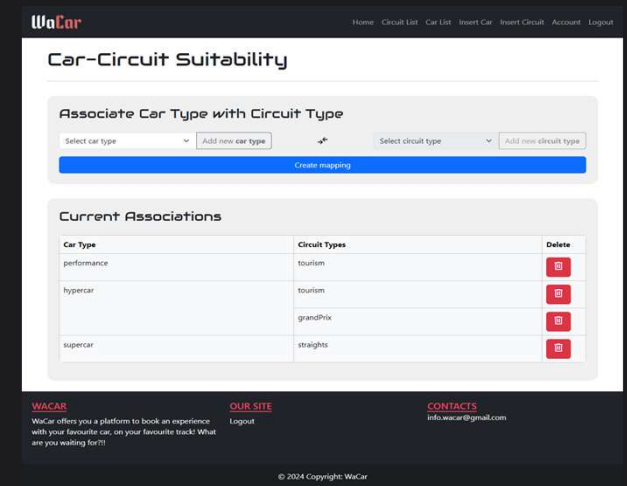 WaCar
Home Circuit List Car List Insert Car Insert Circuit Account Logout
Car-Circuit Suitability
Associate Car Type with Circuit Type
Select car type Add new car type Select circuit type Add new circuit type
Create mapping
Current Associations
Car Type Circuit Types Delete
performance tourism
hypercar tourism
grandPrix
supercar straights
WACAR OUR SITE CONTACTS
WaCar offers you a platform to book an experience Logout info.wacar@gmail.com
with your favourite car, on your favourite track! What
are you waiting for?!!
© 2024 Copyright: WaCar